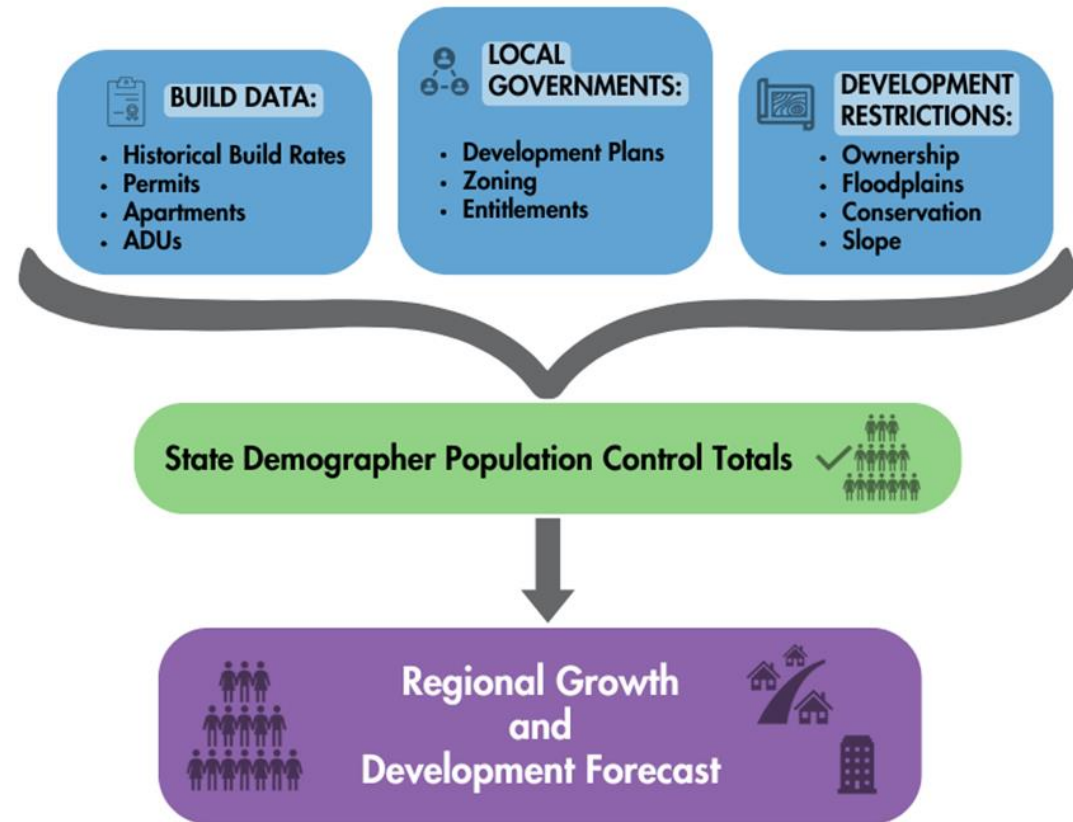 BUILD DATA:
• Historical Build Rates
• Permits
• Apartments
• ADUs
LOCAL
GOVERNMENTS:
• Development Plans
• Zoning
• Entitlements
DEVELOPMENT
RESTRICTIONS:
• Ownership
• Floodplains
• Conservation
• Slope
State Demographer Population Control Totals
Regional Growth
and
Development Forecast